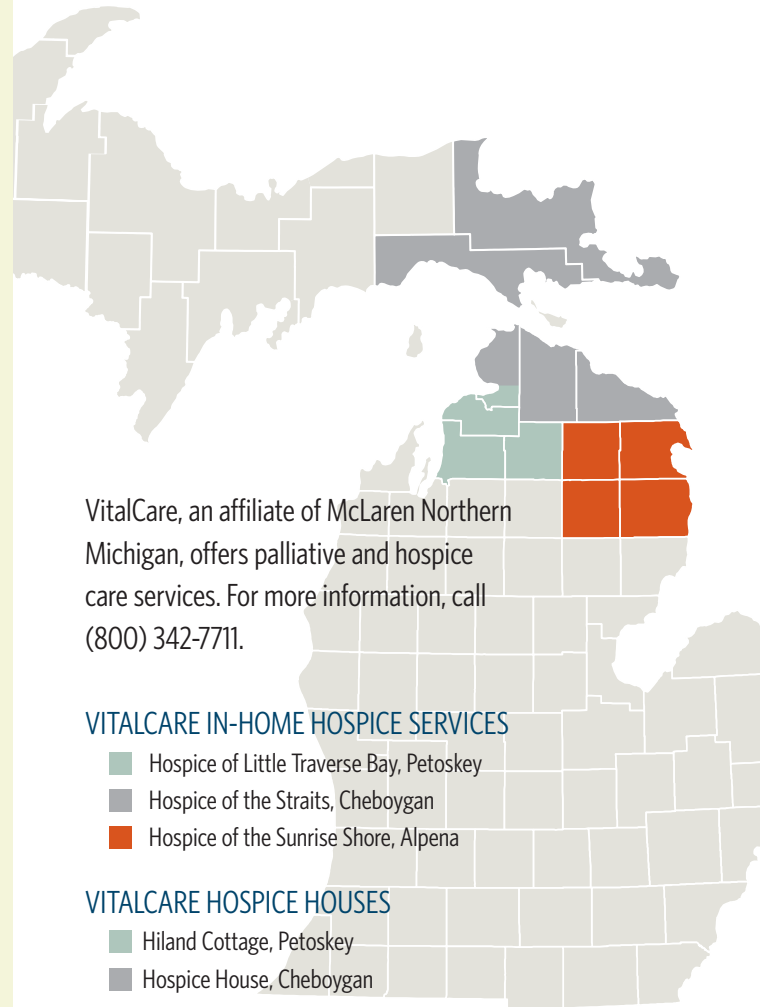 VitalCare, an affiliate of McLaren Northern
Michigan, offers palliative and hospice
care services. For more information, call
(800) 342-7711.
VITALCARE IN-HOME HOSPICE SERVICES
Hospice of Little Traverse Bay, Petoskey
Hospice of the Straits, Cheboygan
Hospice of the Sunrise Shore, Alpena
VITALCARE HOSPICE HOUSES
Hiland Cottage, Petoskey
Hospice House, Cheboygan